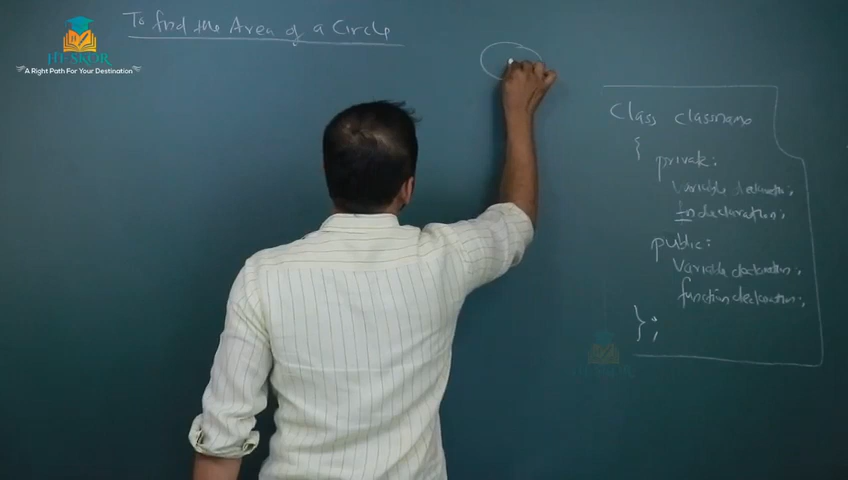 To find the Area of a Circle
HI-SKOR
"A Right Path For Your Destination"
Class classname
{
private:
variable declaration;
fn declaration;
public:
Variable declaration;
function declaration;
};